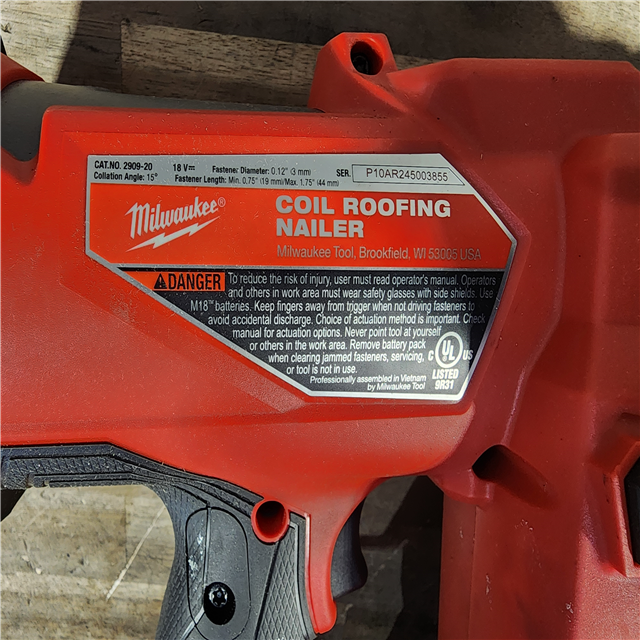 CAT.NO. 2909-20 18 V⎓ Fastener Diameter: 0.12" (3 mm) SER. P10AR245003855
Collation Angle: 15° Fastener Length: Min. 0.75" (19 mm)/Max. 1.75" (44 mm)
Milwaukee®
COIL ROOFING
NAILER
Milwaukee Tool, Brookfield, WI 53005 USA
DANGER To reduce the risk of injury, user must read operator's manual. Operators
and others in work area must wear safety glasses with side shields. Use
M18™ batteries. Keep fingers away from trigger when not driving fasteners to
avoid accidental discharge. Choice of actuation method is important. Check
manual for actuation options. Never point tool at yourself
or others in the work area. Remove battery pack
when clearing jammed fasteners, servicing,
or tool is not in use.
Professionally assembled in Vietnam
by Milwaukee Tool
C UL US
LISTED
9R31